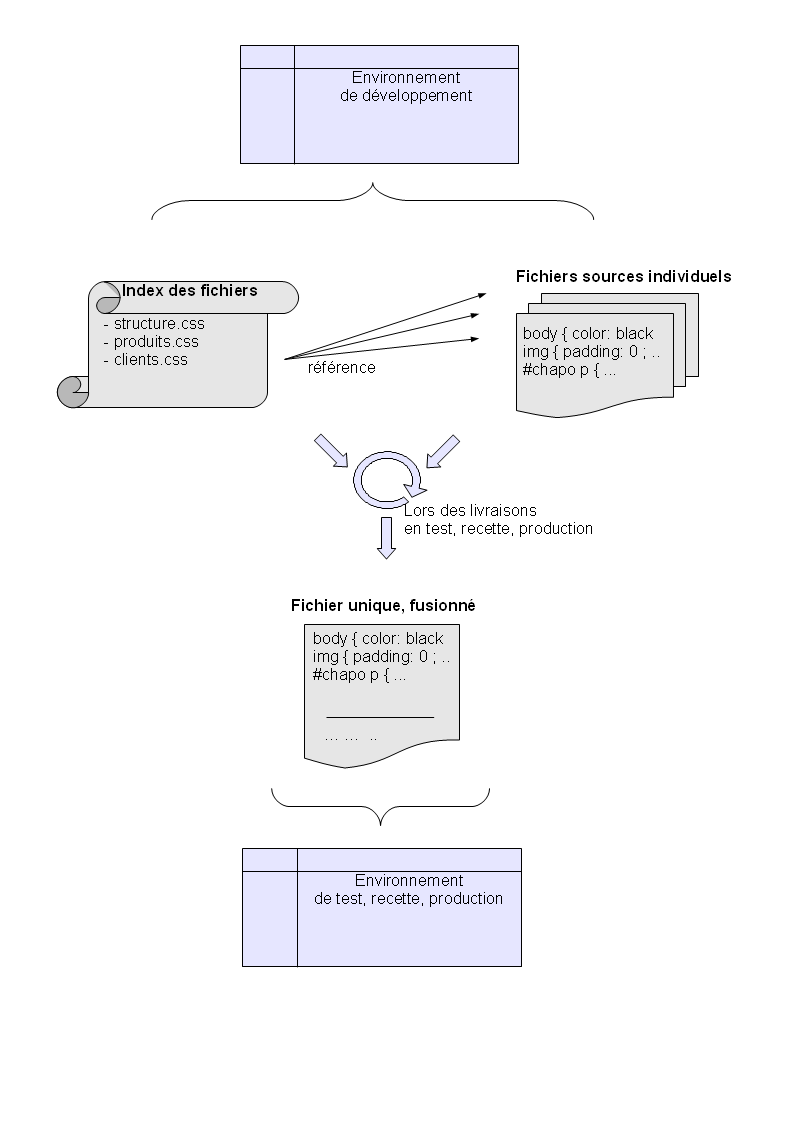 Environnement
de développement
Index des fichiers
- structure.css
- produits.css
- clients.css
référence
Fichiers sources individuels
body { color: black
img { padding: 0 ; ..
#chapo p { ...
Lors des livraisons
en test, recette, production
Fichier unique, fusionné
body { color: black
img { padding: 0 ; ..
#chapo p { ...
... ... ..
Environnement
de test, recette, production